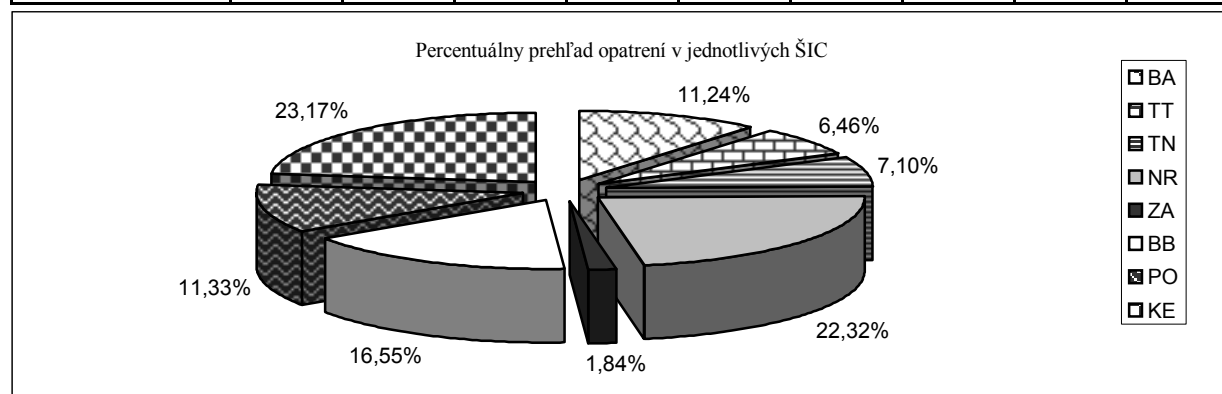 Percentuálny prehľad opatrení v jednotlivých ŠIC
23,17%
11,24%
6,46%
7,10%
22,32%
1,84%
16,55%
11,33%
BA
TT
TN
NR
ZA
BB
PO
KE